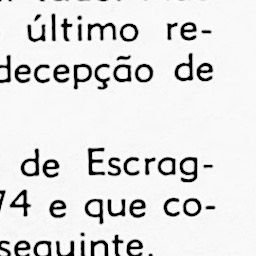 último re-
decepção de
de Escrag-
74 e que co-
seguinte.